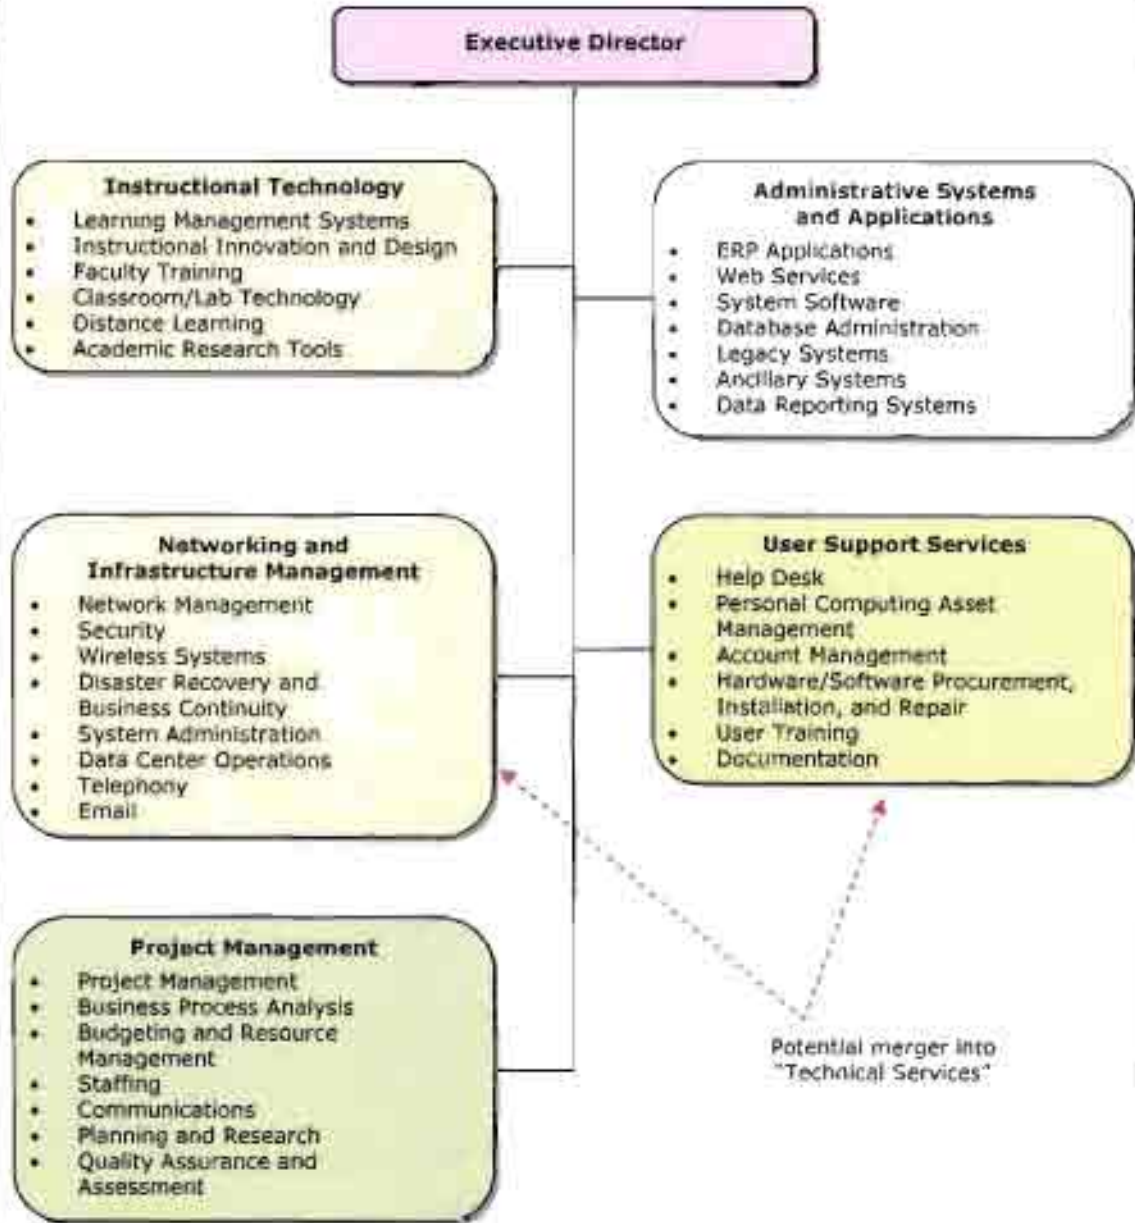 Executive Director
Instructional Technology
• Learning Management Systems
• Instructional Innovation and Design
• Faculty Training
• Classroom/Lab Technology
• Distance Learning
• Academic Research Tools
Administrative Systems
and Applications
• ERP Applications
• Web Services
• System Software
• Database Administration
• Legacy Systems
• Ancillary Systems
• Data Reporting Systems
Networking and
Infrastructure Management
• Network Management
• Security
• Wireless Systems
• Disaster Recovery and
Business Continuity
• System Administration
• Data Center Operations
• Telephony
• Email
User Support Services
• Help Desk
• Personal Computing Asset
Management
• Account Management
• Hardware/Software Procurement,
Installation, and Repair
• User Training
• Documentation
Project Management
• Project Management
• Business Process Analysis
• Budgeting and Resource
Management
• Staffing
• Communications
• Planning and Research
• Quality Assurance and
Assessment
Potential merger into
"Technical Services"